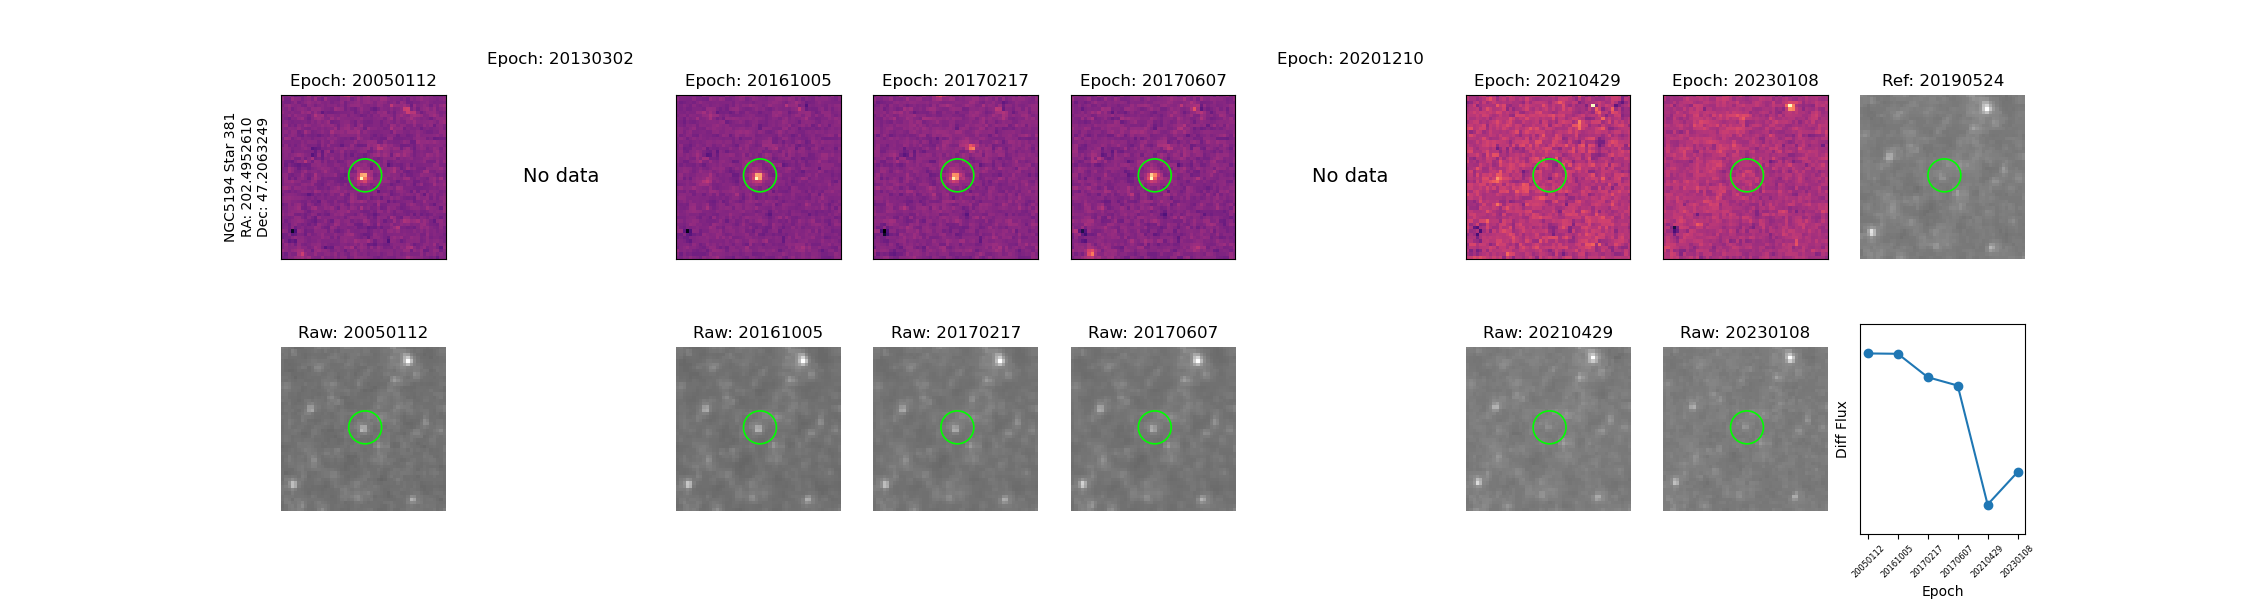 Epoch: 20130302
Epoch: 20201210
Epoch: 20050112
Epoch: 20161005
Epoch: 20170217
Epoch: 20170607
Epoch: 20210429
Epoch: 20230108
Ref: 20190524
NGC5194 Star 381
RA: 202.4952610
Dec: 47.2063249
No data
No data
Raw: 20050112
Raw: 20161005
Raw: 20170217
Raw: 20170607
Raw: 20210429
Raw: 20230108
Diff Flux
20050112
20161005
20170217
20170607
20210429
20230108
Epoch